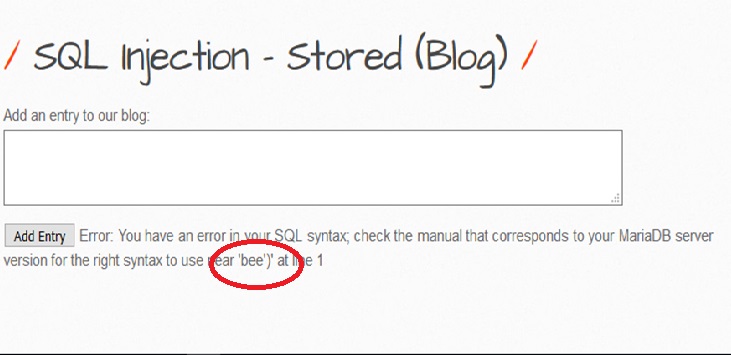 / SQL Injection - Stored (Blog) /
Add an entry to our blog:
Add Entry Error: You have an error in your SQL syntax; check the manual that corresponds to your MariaDB server
version for the right syntax to use near 'bee')' at line 1